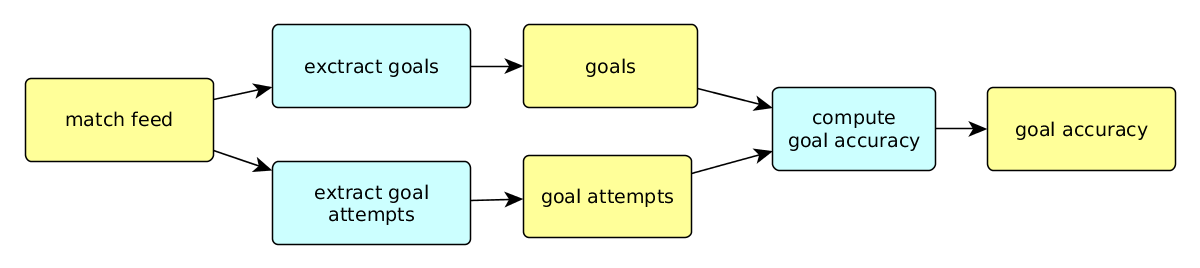 match feed
exctract goals
goals
extract goal
attempts
goal attempts
compute
goal accuracy
goal accuracy